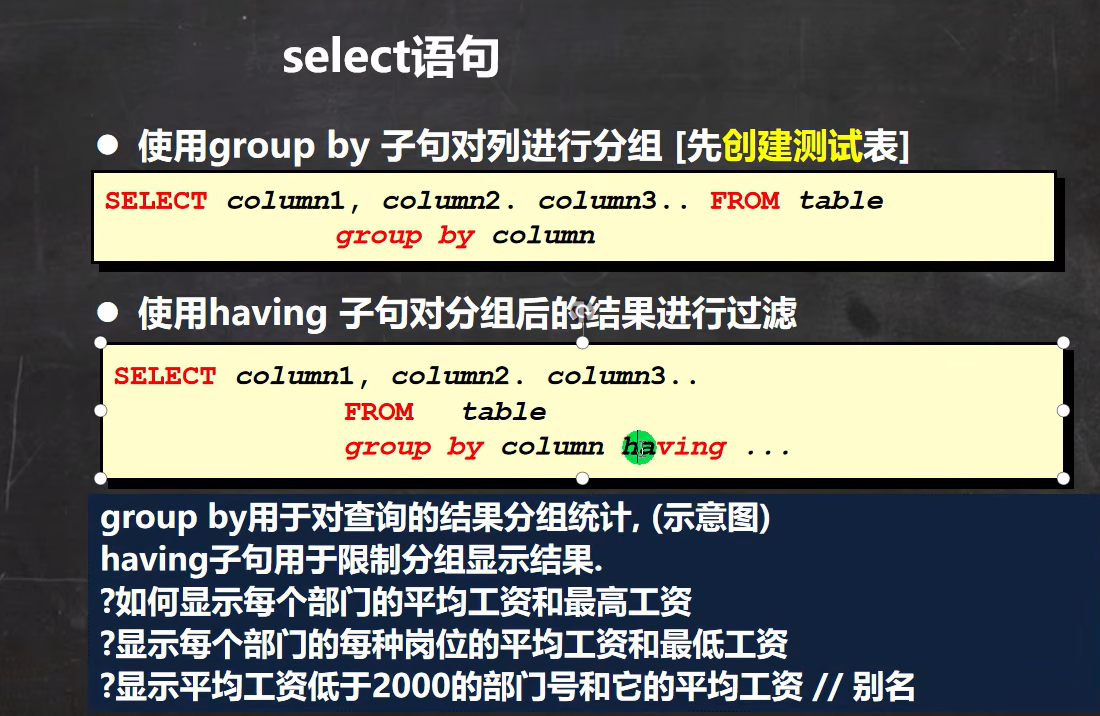 select语句
● 使用group by 子句对列进行分组 [先创建测试表]
SELECT column1, column2. column3.. FROM table
group by column
● 使用having 子句对分组后的结果进行过滤
SELECT column1, column2. column3..
FROM table
group by column having ...
group by用于对查询的结果分组统计, (示意图)
having子句用于限制分组显示结果.
?如何显示每个部门的平均工资和最高工资
?显示每个部门的每种岗位的平均工资和最低工资
?显示平均工资低于2000的部门号和它的平均工资 // 别名